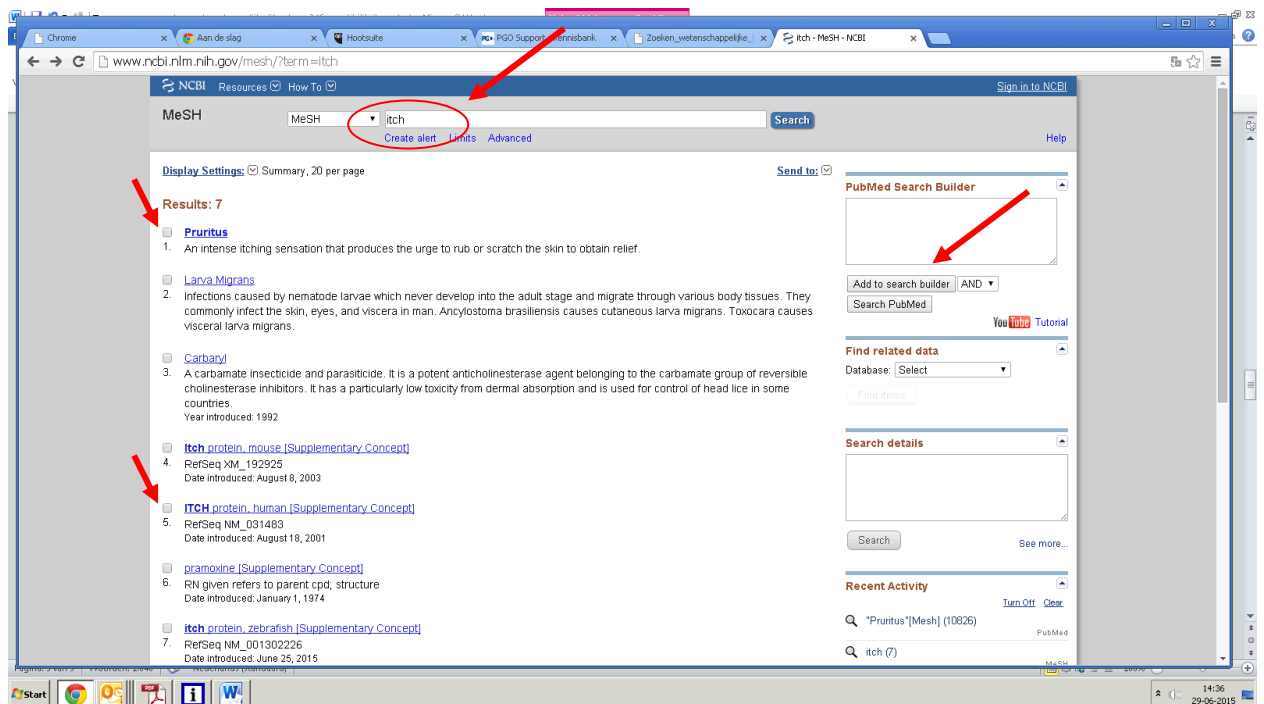 Chrome
Aan de slag
Hootsuite
PGO Support
Zoeken_wetenschappelijke_
itch - MeSH - NCBI
www.ncbi.nlm.nih.gov/mesh/?term=itch
NCBI Resources How To
Sign in to NCBI
MeSH
MeSH
itch
Search
Create alert Limits Advanced
Help
Display Settings: Summary, 20 per page
Send to:
Results: 7
Pruritus
1. An intense itching sensation that produces the urge to rub or scratch the skin to obtain relief.
Larva Migrans
2. Infections caused by nematode larvae which never develop into the adult stage and migrate through various body tissues. They
commonly infect the skin, eyes, and viscera in man. Ancylostoma brasiliensis causes cutaneous larva migrans. Toxocara causes
visceral larva migrans.
Carbaryl
3. A carbamate insecticide and parasiticide. It is a potent anticholinesterase agent belonging to the carbamate group of reversible
cholinesterase inhibitors. It has a particularly low toxicity from dermal absorption and is used for control of head lice in some
countries.
Year introduced: 1992
Itch protein, mouse [Supplementary Concept]
4. RefSeq XM_192925
Date introduced: August 8, 2003
ITCH protein, human [Supplementary Concept]
5. RefSeq NM_031483
Date introduced: August 18, 2001
pramoxine [Supplementary Concept]
6. RN given refers to parent cpd; structure
Date introduced: January 1, 1974
itch protein, zebrafish [Supplementary Concept]
7. RefSeq NM_001302226
Date introduced: June 25, 2015
PubMed Search Builder
Add to search builder AND
Search PubMed
YouTube Tutorial
Find related data
Database: Select
Find items
Search details
Search
See more...
Recent Activity
Turn Off Clear
"Pruritus"[Mesh] (10826)
PubMed
itch (7)
MeSH
Start
14:36
29-06-2015